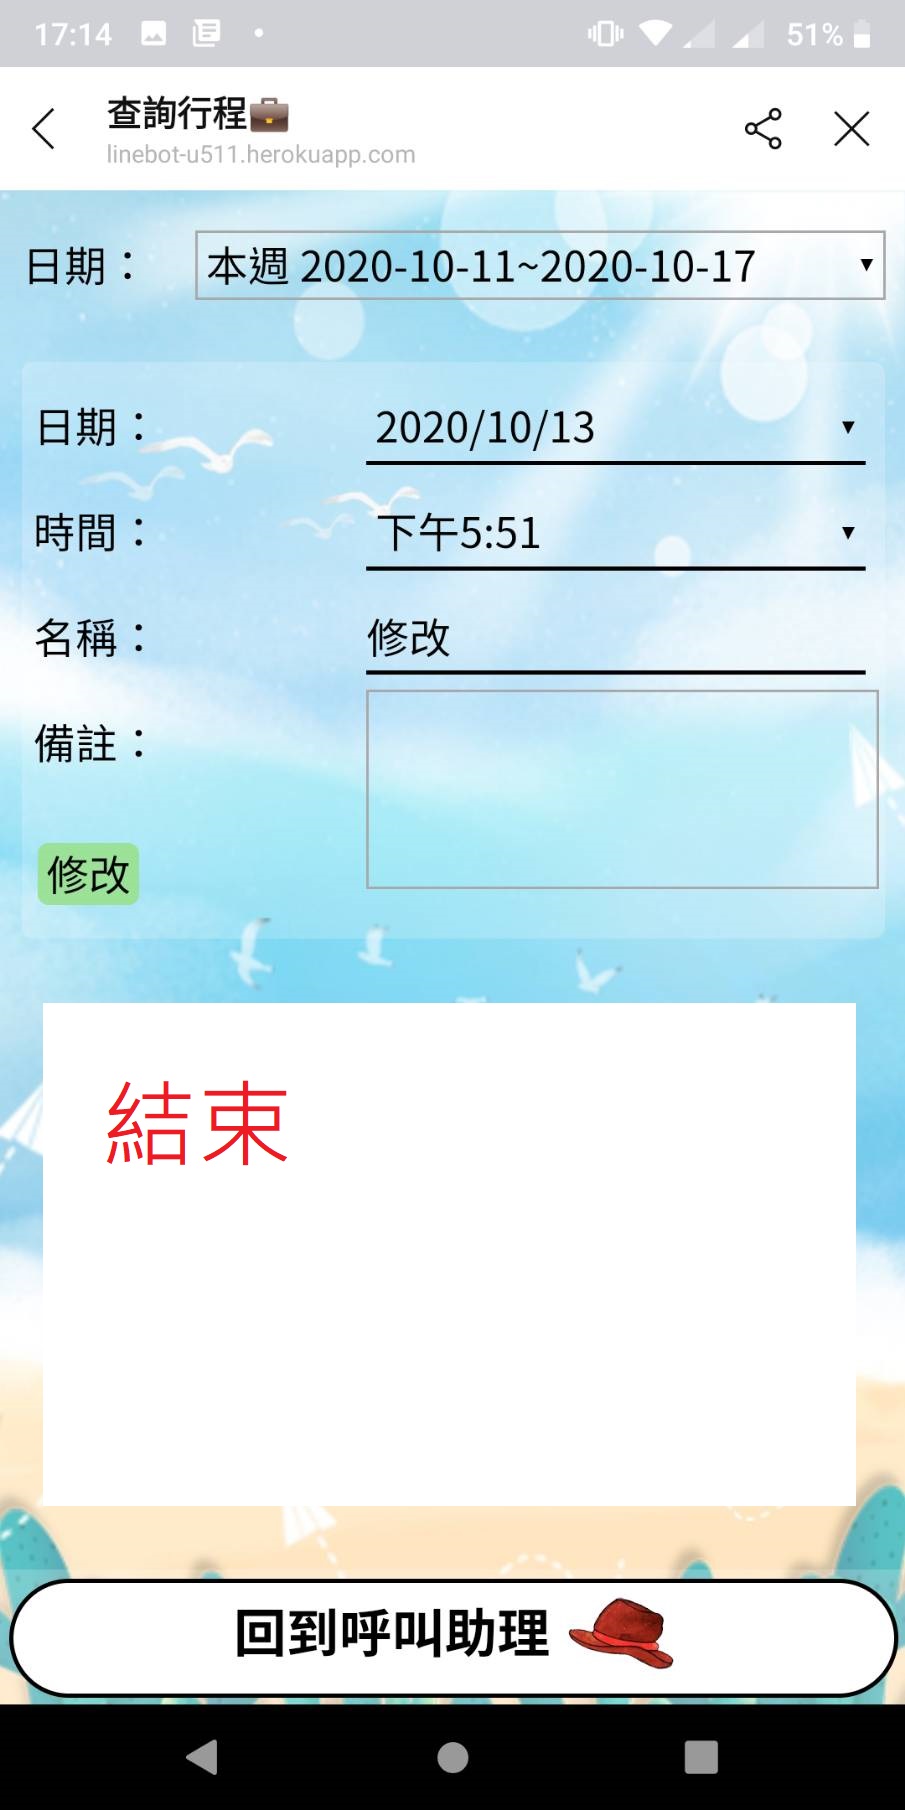 17:14 51%
查詢行程
linebot-u511.herokuapp.com
日期： 本週 2020-10-11~2020-10-17
日期： 2020/10/13
時間： 下午5:51
名稱： 修改
備註：
修改
結束
回到呼叫助理